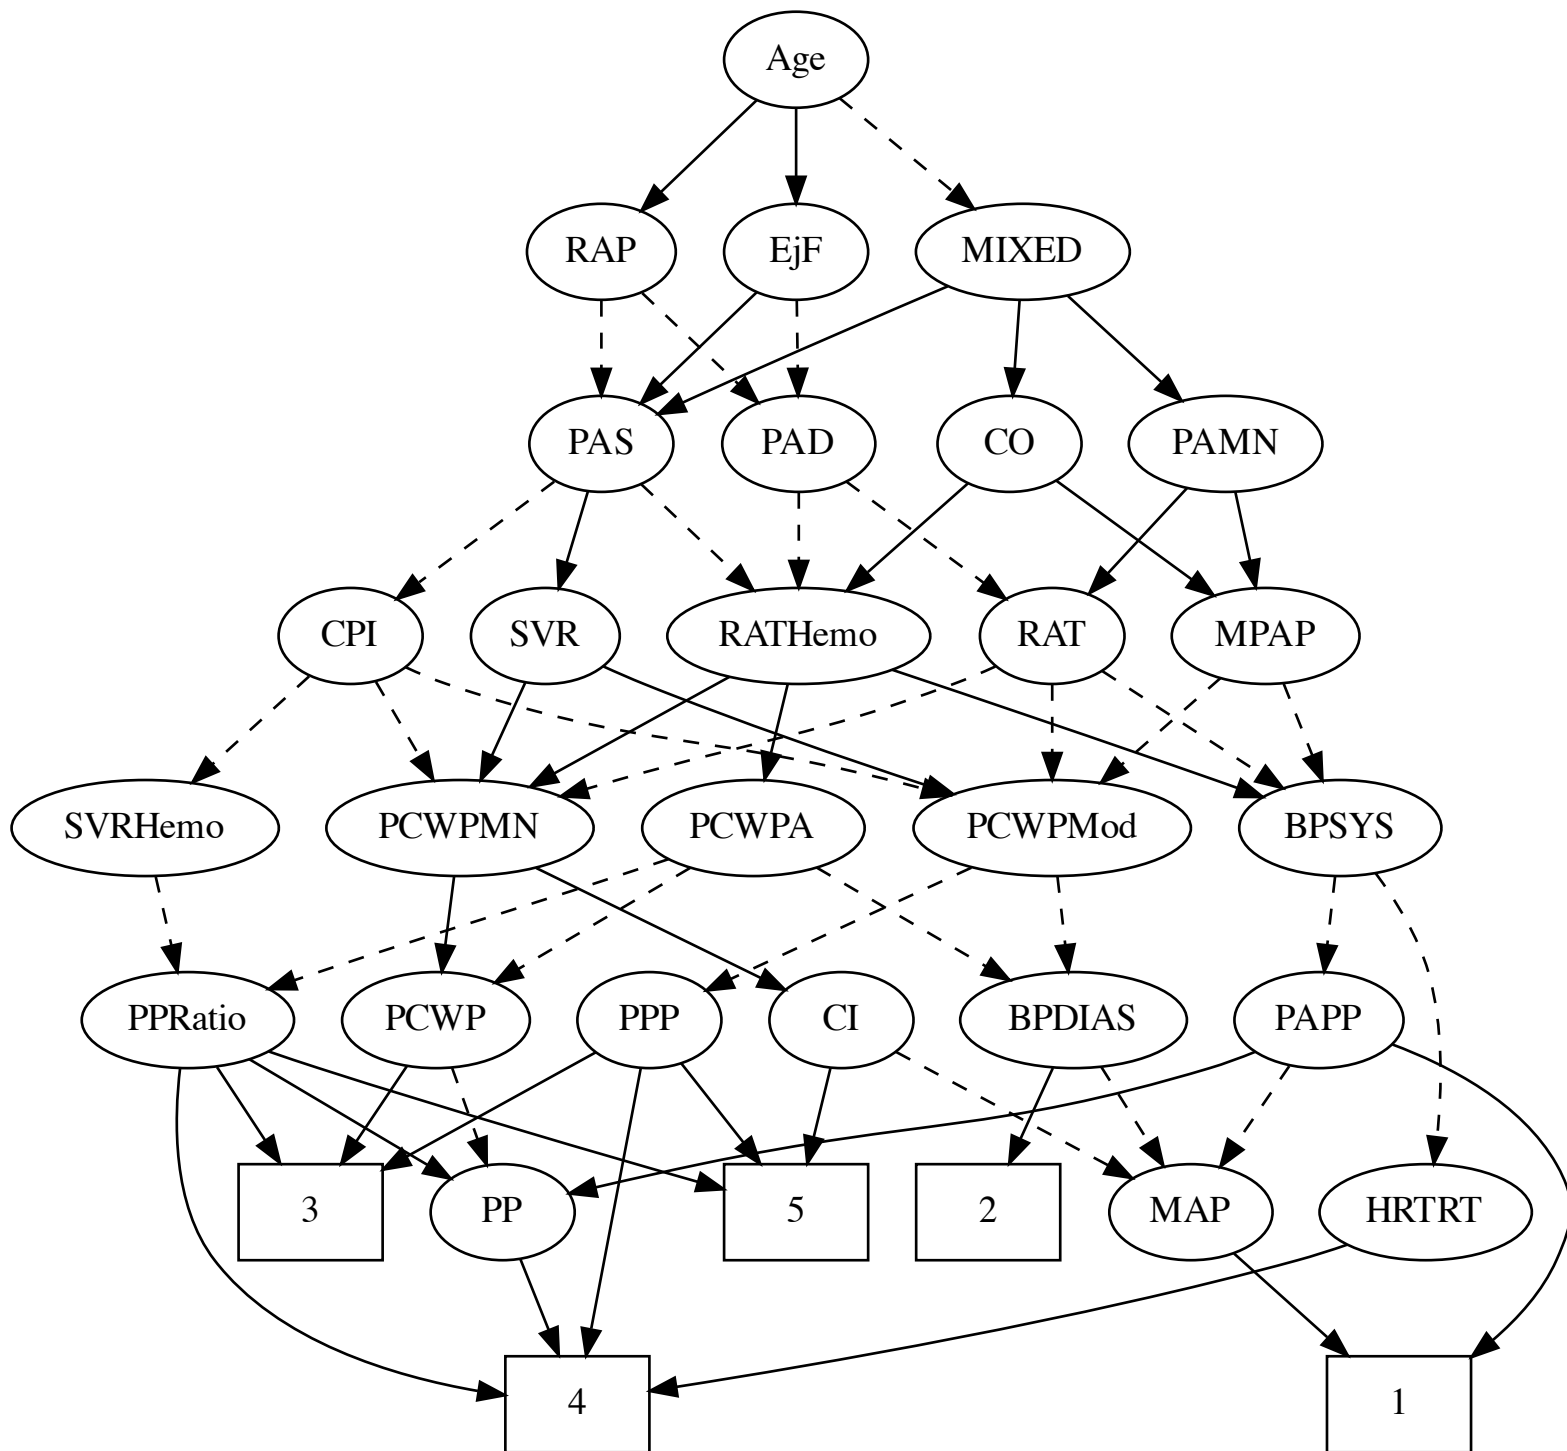 Age
RAP
EjF
MIXED
PAS
PAD
CO
PAMN
CPI
SVR
RATHemo
RAT
MPAP
SVRHemo
PCWPMN
PCWPA
PCWPMod
BPSYS
PPRatio
PCWP
PPP
CI
BPDIAS
PAPP
3
PP
5
2
MAP
HRTRT
4
1